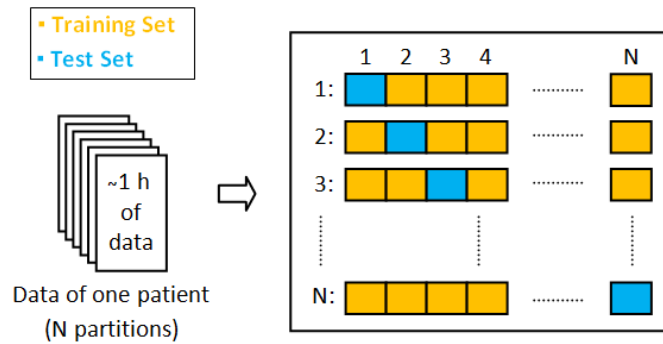 ▪ Training Set
▪ Test Set
1 2 3 4 N
1: ...........
2: ...........
3: ...........
N: ...........
~1 h
of
data
Data of one patient
(N partitions)